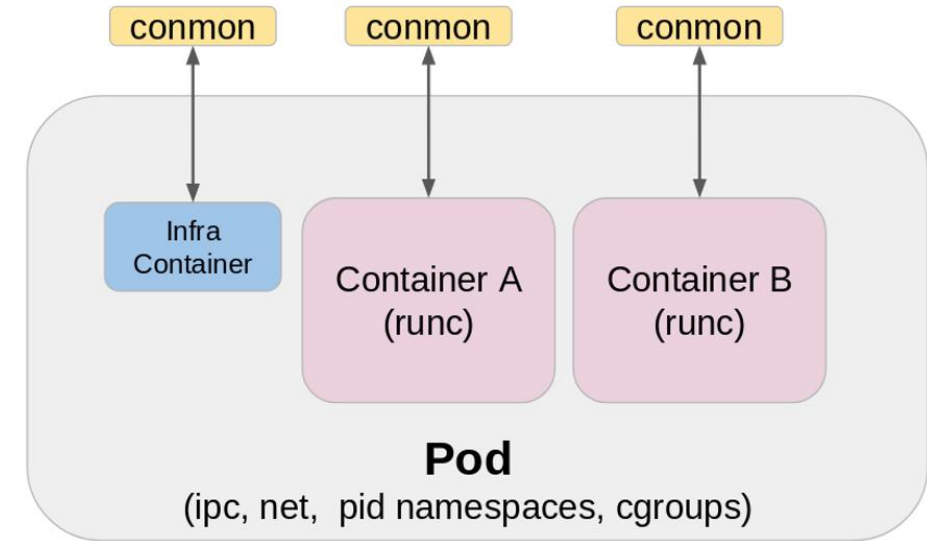 conmon
conmon
conmon
Infra
Container
Container A
(runc)
Container B
(runc)
Pod
(ipc, net, pid namespaces, cgroups)